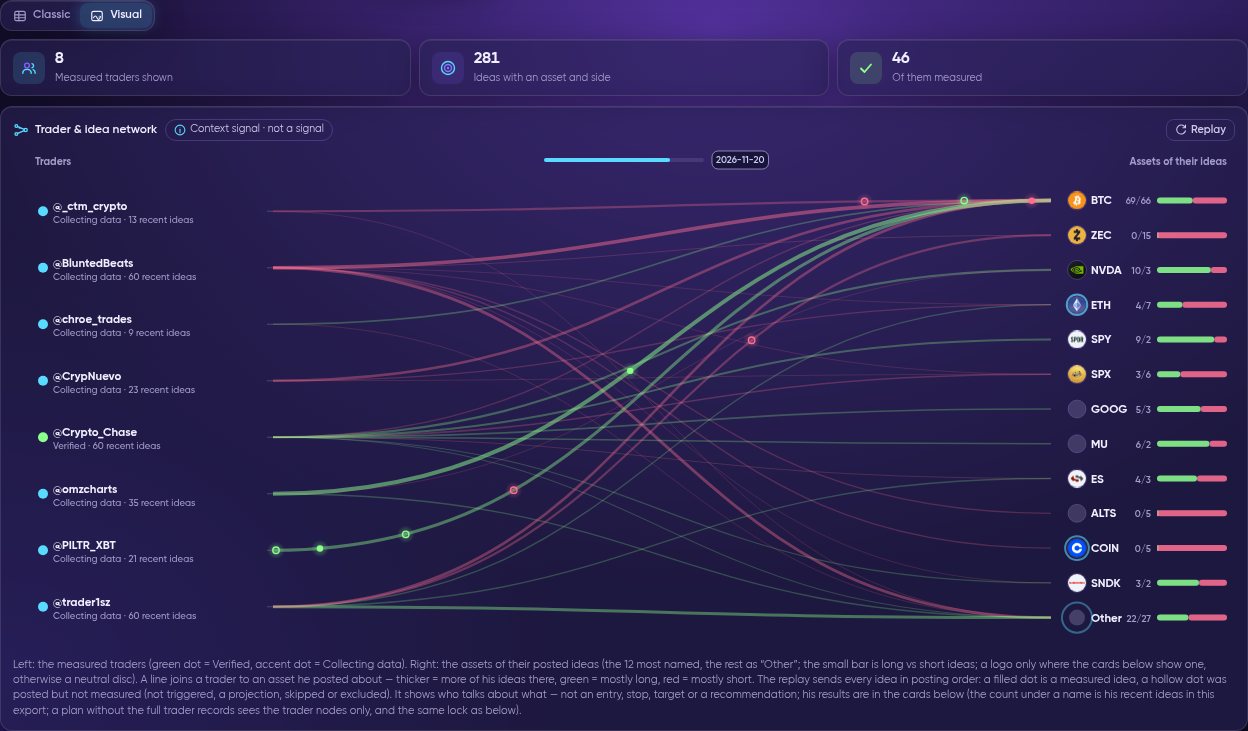 Classic Visual
8
Measured traders shown
281
Ideas with an asset and side
46
Of them measured
Trader & idea network Context signal · not a signal Replay
Traders 2026-11-20 Assets of their ideas
@_ctm_crypto
Collecting data · 13 recent ideas
@BluntedBeats
Collecting data · 60 recent ideas
@chroe_trades
Collecting data · 9 recent ideas
@CrypNuevo
Collecting data · 23 recent ideas
@Crypto_Chase
Verified · 60 recent ideas
@omzcharts
Collecting data · 35 recent ideas
@PILTR_XBT
Collecting data · 21 recent ideas
@trader1sz
Collecting data · 60 recent ideas
BTC 69/66
ZEC 0/15
NVDA 10/3
ETH 4/7
SPY 9/2
SPX 3/6
GOOG 5/3
MU 6/2
ES 4/3
ALTS 0/5
COIN 0/5
SNDK 3/2
Other 22/27
Left: the measured traders (green dot = Verified, accent dot = Collecting data). Right: the assets of their posted ideas (the 12 most named, the rest as "Other"; the small bar is long vs short ideas; a logo only where the cards below show one,
otherwise a neutral disc). A line joins a trader to an asset he posted about — thicker = more of his ideas there, green = mostly long, red = mostly short. The replay sends every idea in posting order: a filled dot is a measured idea, a hollow dot was
posted but not measured (not triggered, a projection, skipped or excluded). It shows who talks about what — not an entry, stop, target or a recommendation; his results are in the cards below (the count under a name is his recent ideas in this
export; a plan without the full trader records sees the trader nodes only, and the same lock as below).